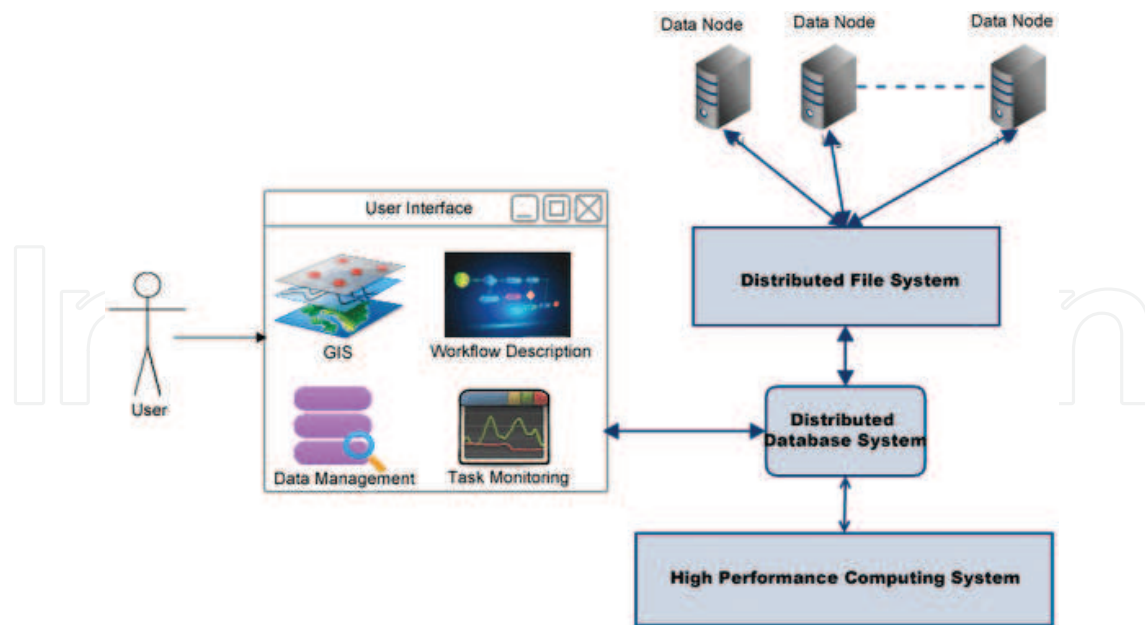 Data Node
Data Node
Data Node
User Interface
GIS
Workflow Description
Data Management
Task Monitoring
User
Distributed File System
Distributed
Database System
High Performance Computing System